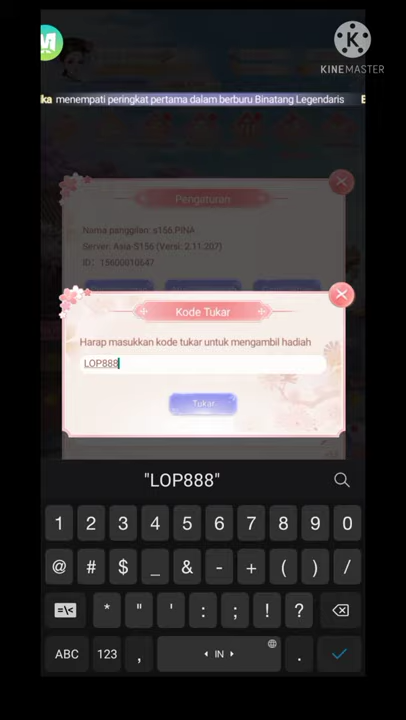 KINEMASTER
ka menempati peringkat pertama dalam berburu Binatang Legendaris E
Pengaturan
Nama panggilan: s156.PINA
Server: Asia-S156 (Versi: 2.11.207)
ID: 15600010647
Kode Tukar
Harap masukkan kode tukar untuk mengambil hadiah
LOP888
Tukar
"LOP888"
1 2 3 4 5 6 7 8 9 0
@ # $ _ & - + ( ) /
=\< * " ' : ; ! ?
ABC 123 , IN .